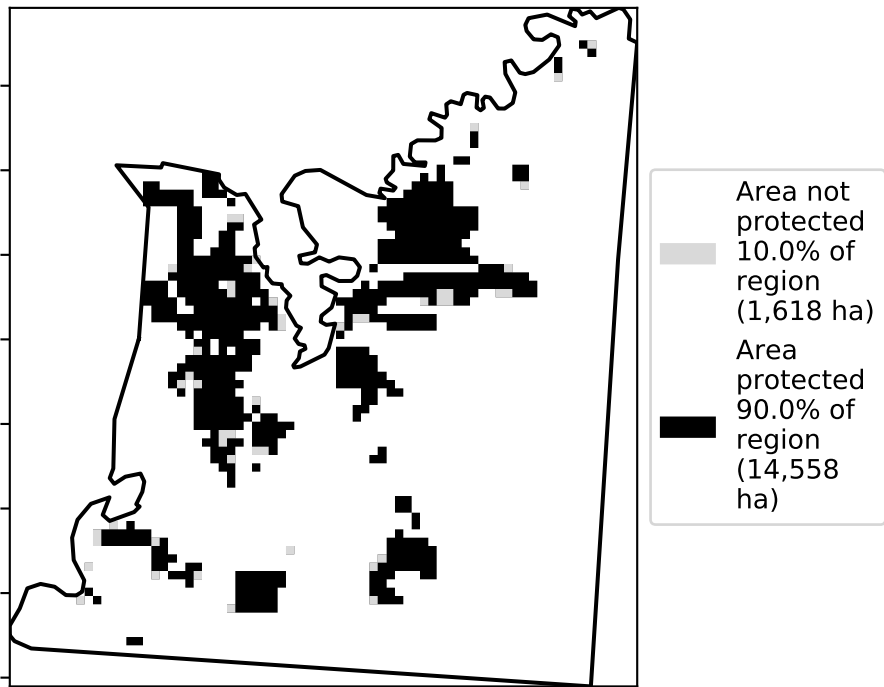 Area not
protected
10.0% of
region
(1,618 ha)
Area
protected
90.0% of
region
(14,558
ha)